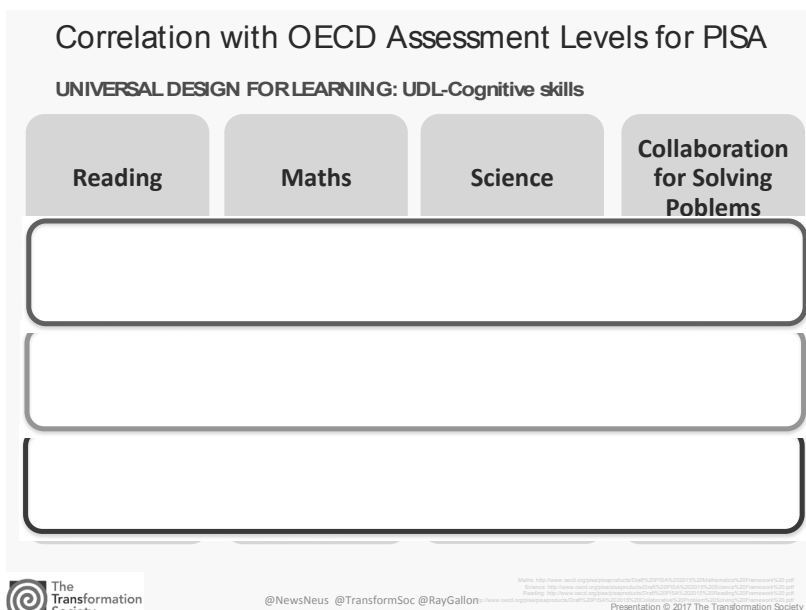 Correlation with OECD Assessment Levels for PISA
UNIVERSAL DESIGN FOR LEARNING: UDL-Cognitive skills
Reading
Maths
Science
Collaboration
for Solving
Poblems
The
Transformation
Society
@NewsNeus @TransformSoc @RayGallon
Presentation © 2017 The Transformation Society